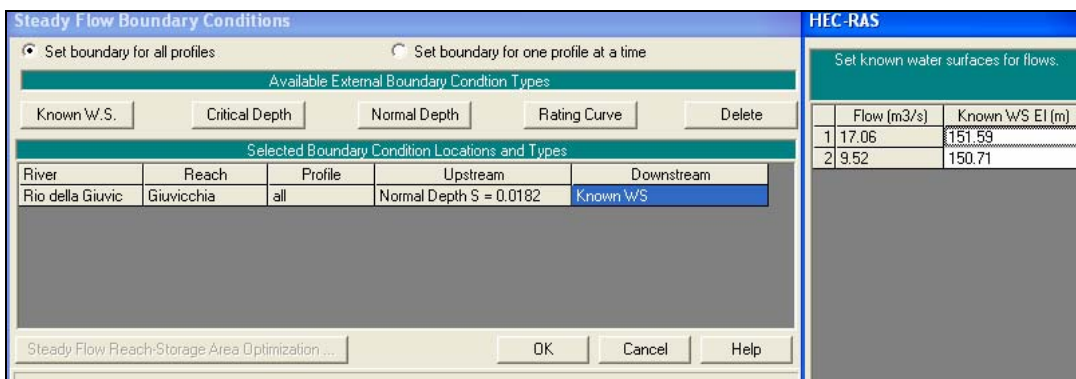 Steady Flow Boundary Conditions
Set boundary for all profiles Set boundary for one profile at a time
Available External Boundary Condtion Types
Known W.S. Critical Depth Normal Depth Rating Curve Delete
Selected Boundary Condition Locations and Types
River Reach Profile Upstream Downstream
Rio della Giuvic Giuvicchia all Normal Depth S = 0.0182 Known WS
Steady Flow Reach-Storage Area Optimization ... OK Cancel Help
HEC-RAS
Set known water surfaces for flows.
Flow (m3/s) Known WS El (m)
1 17.06 151.59
2 9.52 150.71